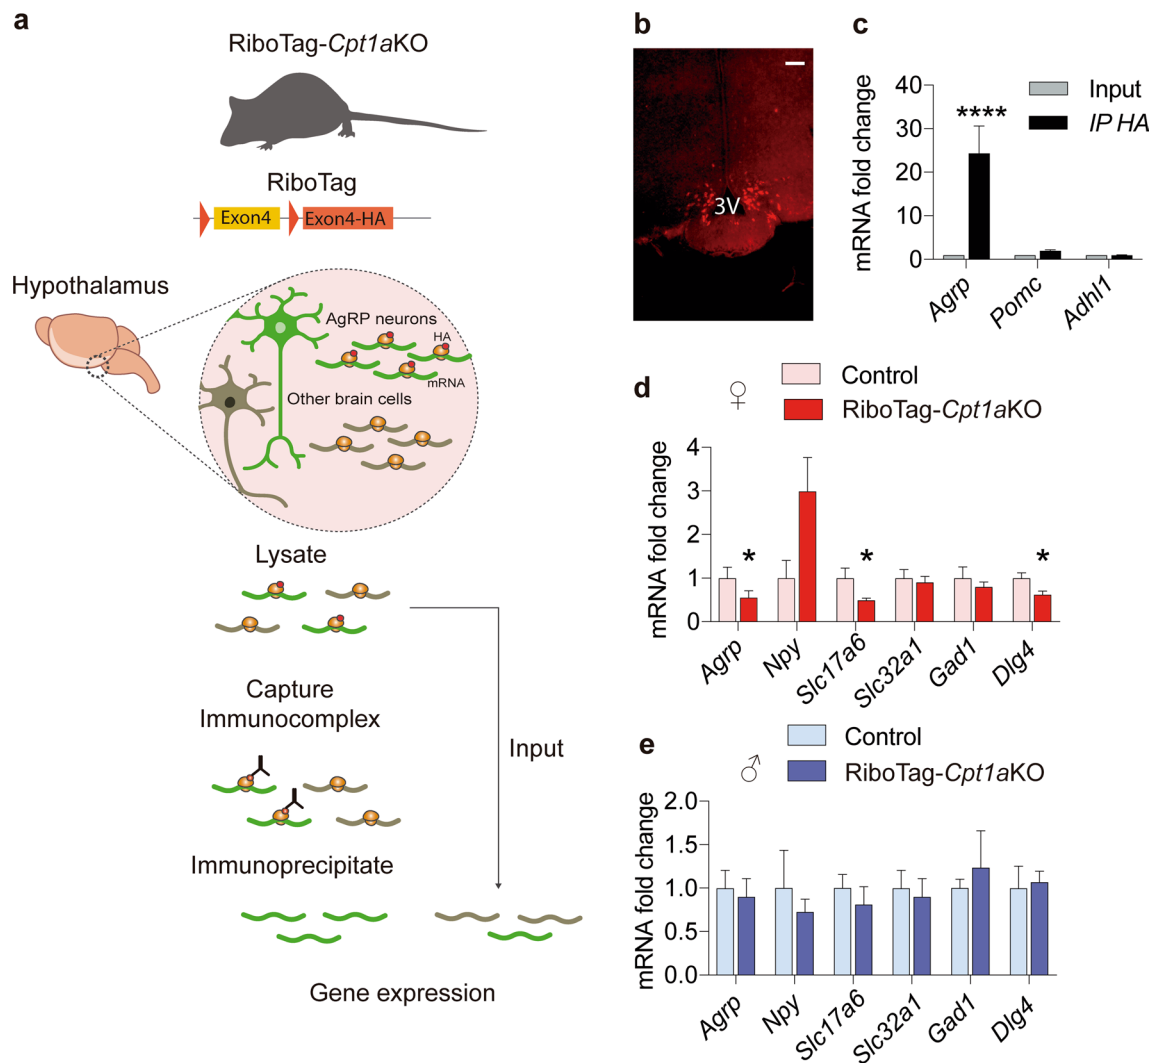 a
RiboTag-Cpt1aKO
RiboTag
Exon4
Exon4-HA
Hypothalamus
AgRP neurons
HA
mRNA
Other brain cells
Lysate
Capture
Immunocomplex
Input
Immunoprecipitate
Gene expression
b
3V
c
mRNA fold change
40
30
20
10
0
****
Input
IP HA
Agrp
Pomc
Adhl1
d
♀
Control
RiboTag-Cpt1aKO
mRNA fold change
4
3
2
1
0
*
*
*
Agrp
Npy
Slc17a6
Slc32a1
Gad1
Dlg4
e
♂
Control
RiboTag-Cpt1aKO
mRNA fold change
2.0
1.5
1.0
0.5
0.0
Agrp
Npy
Slc17a6
Slc32a1
Gad1
Dlg4